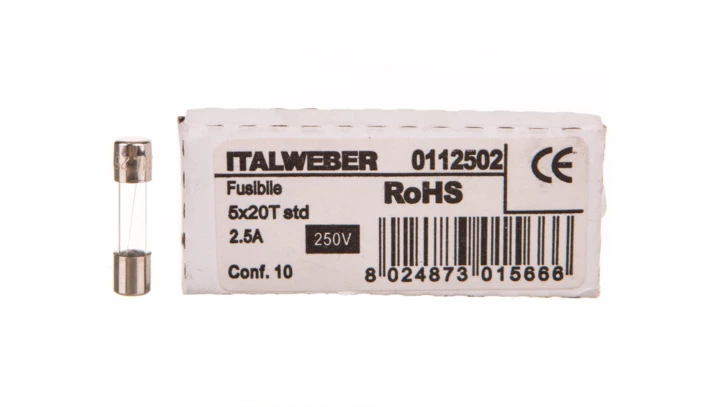 ITALWEBER 0112502 CE
Fusibile RoHS
5x20T std
2.5A 250V
Conf. 10
8 024873 015666